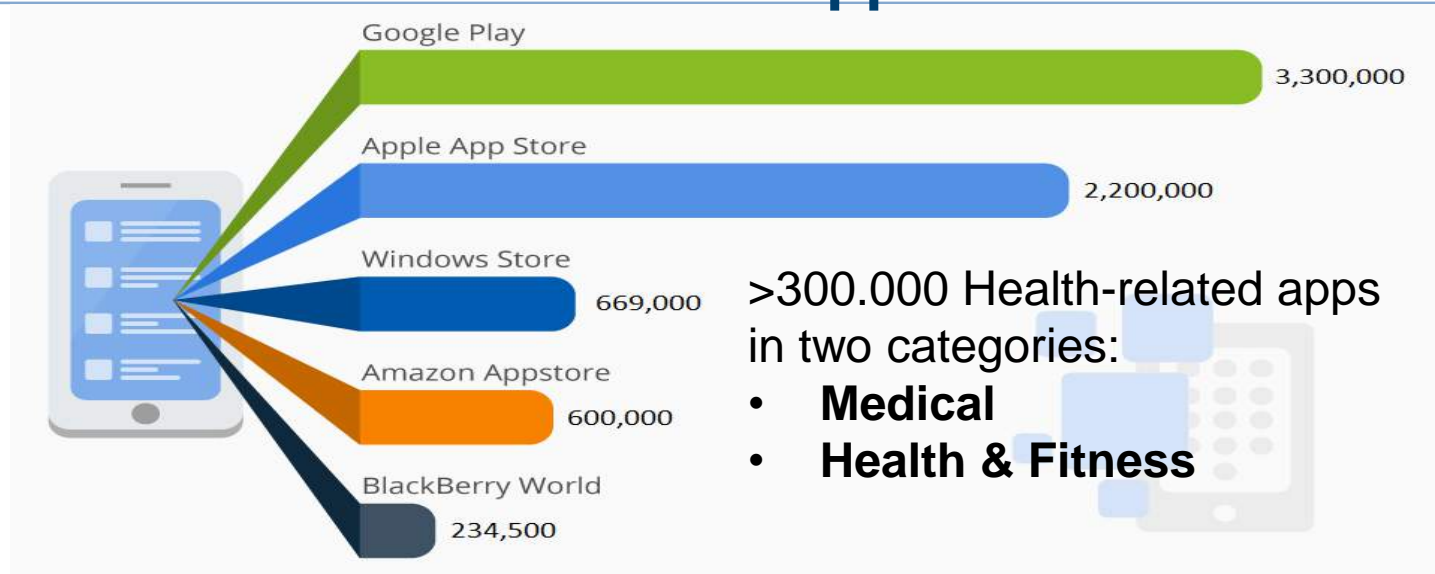 Google Play
3,300,000
Apple App Store
2,200,000
Windows Store
669,000
Amazon Appstore
600,000
BlackBerry World
234,500
>300.000 Health-related apps
in two categories:
• Medical
• Health & Fitness